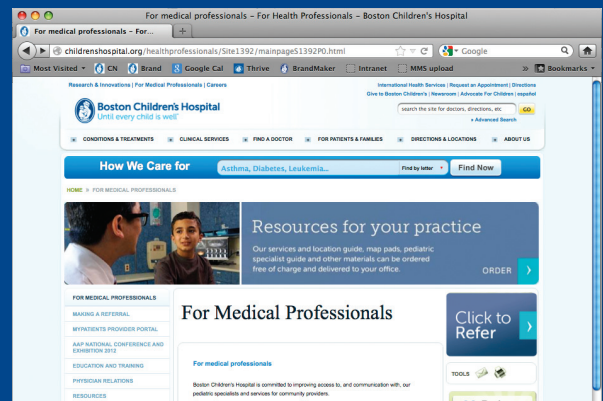 For medical professionals – For Health Professionals – Boston Children's Hospital
For medical professionals – For...
childrenshospital.org/healthprofessionals/Site1392/mainpageS1392P0.html
Google
Most Visited
CN
Brand
Google Cal
Thrive
BrandMaker
Intranet
MMS upload
»
Bookmarks
Research & Innovations | For Medical Professionals | Careers
International Health Services | Request an Appointment | Directions
Give to Boston Children's | Newsroom | Advocate For Children | español
Boston Children's Hospital
Until every child is well™
search the site for doctors, directions, etc
GO
» Advanced Search
CONDITIONS & TREATMENTS
CLINICAL SERVICES
FIND A DOCTOR
FOR PATIENTS & FAMILIES
DIRECTIONS & LOCATIONS
ABOUT US
How We Care for
Asthma, Diabetes, Leukemia...
Find by letter
Find Now
HOME » FOR MEDICAL PROFESSIONALS
Resources for your practice
Our services and location guide, map pads, pediatric
specialist guide and other materials can be ordered
free of charge and delivered to your office.
ORDER
FOR MEDICAL PROFESSIONALS
MAKING A REFERRAL
MYPATIENTS PROVIDER PORTAL
AAP NATIONAL CONFERENCE AND
EXHIBITION 2012
EDUCATION AND TRAINING
PHYSICIAN RELATIONS
RESOURCES
For Medical Professionals
For medical professionals
Boston Children's Hospital is committed to improving access to, and communication with, our
pediatric specialists and services for community providers.
Click to
Refer
TOOLS